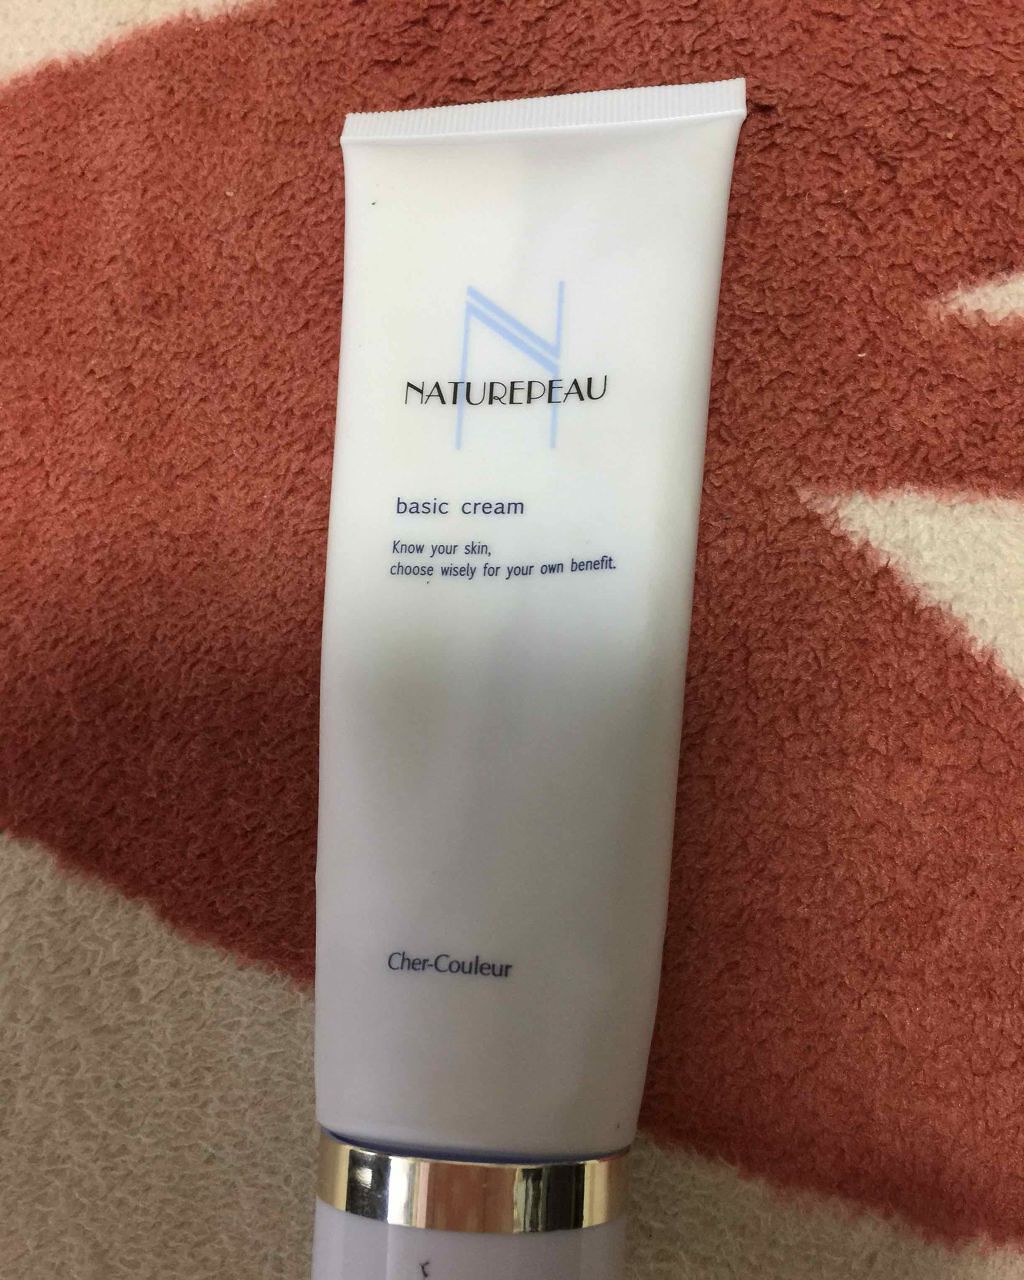 N
NATUREPEAU
basic cream
Know your skin,
choose wisely for your own benefit.
Cher-Couleur